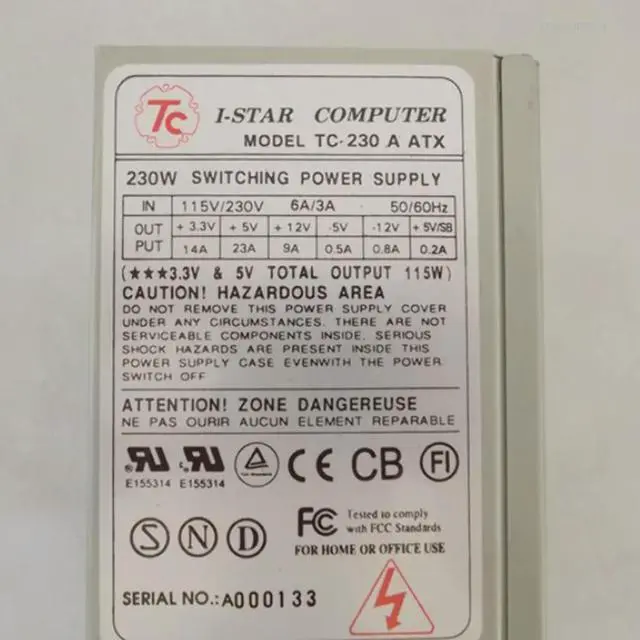 TC
I-STAR COMPUTER
MODEL TC-230 A ATX
230W SWITCHING POWER SUPPLY
IN 115V/230V 6A/3A 50/60Hz
OUT + 3.3V + 5V + 12V -5V -12V + 5V/SB
PUT 14A 23A 9A 0.5A 0.8A 0.2A
(★★★3.3V & 5V TOTAL OUTPUT 115W)
CAUTION! HAZARDOUS AREA
DO NOT REMOVE THIS POWER SUPPLY COVER
UNDER ANY CIRCUMSTANCES. THERE ARE NOT
SERVICEABLE COMPONENTS INSIDE. SERIOUS
SHOCK HAZARDS ARE PRESENT INSIDE THIS
POWER SUPPLY CASE EVENWITH THE POWER
SWITCH OFF
ATTENTION! ZONE DANGEREUSE
NE PAS OURIR AUCUN ELEMENT REPARABLE
E155314 E155314
CE CB FI
S N D
FC Tested to comply
with FCC Standards
FOR HOME OR OFFICE USE
SERIAL NO.: A000133